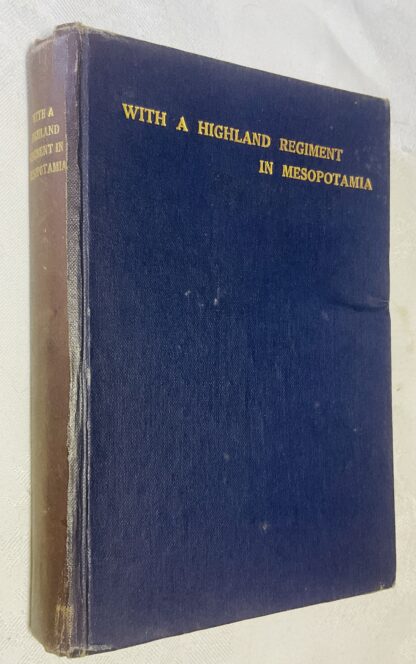 WITH A HIGHLAND REGIMENT
IN MESOPOTAMIA
WITH A
HIGHLAND
REGIMENT IN
MESOPOTAMIA